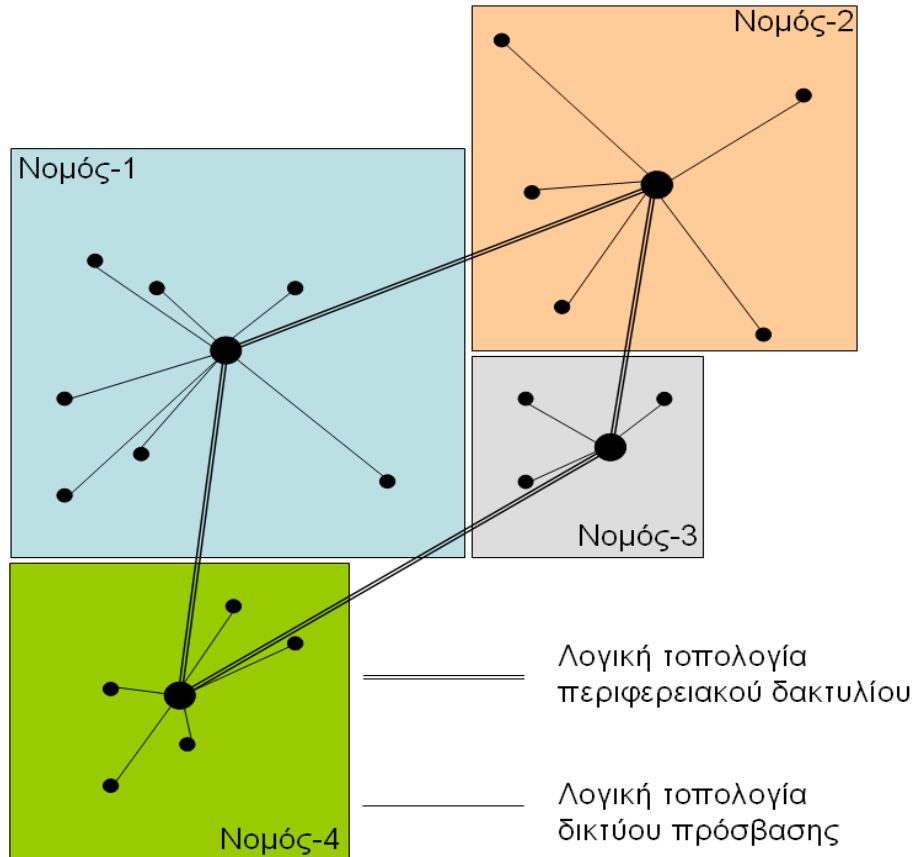 Νομός-2
Νομός-1
Νομός-3
Λογική τοπολογία
περιφερειακού δακτυλίου
Λογική τοπολογία
δικτύου πρόσβασης
Νομός-4